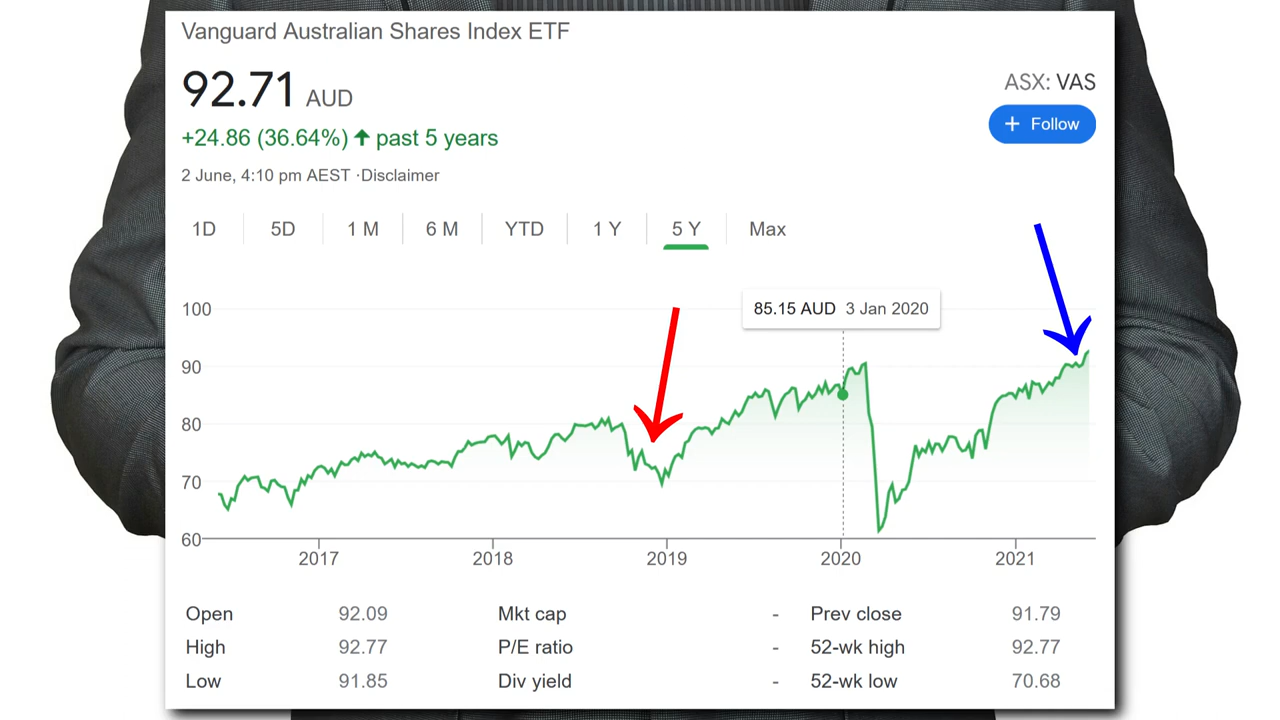 Vanguard Australian Shares Index ETF
92.71 AUD
ASX: VAS
+24.86 (36.64%) ↑ past 5 years
+ Follow
2 June, 4:10 pm AEST ·Disclaimer
1D 5D 1 M 6 M YTD 1 Y 5 Y Max
85.15 AUD 3 Jan 2020
100
90
80
70
60
2017 2018 2019 2020 2021
Open 92.09 Mkt cap - Prev close 91.79
High 92.77 P/E ratio - 52-wk high 92.77
Low 91.85 Div yield - 52-wk low 70.68